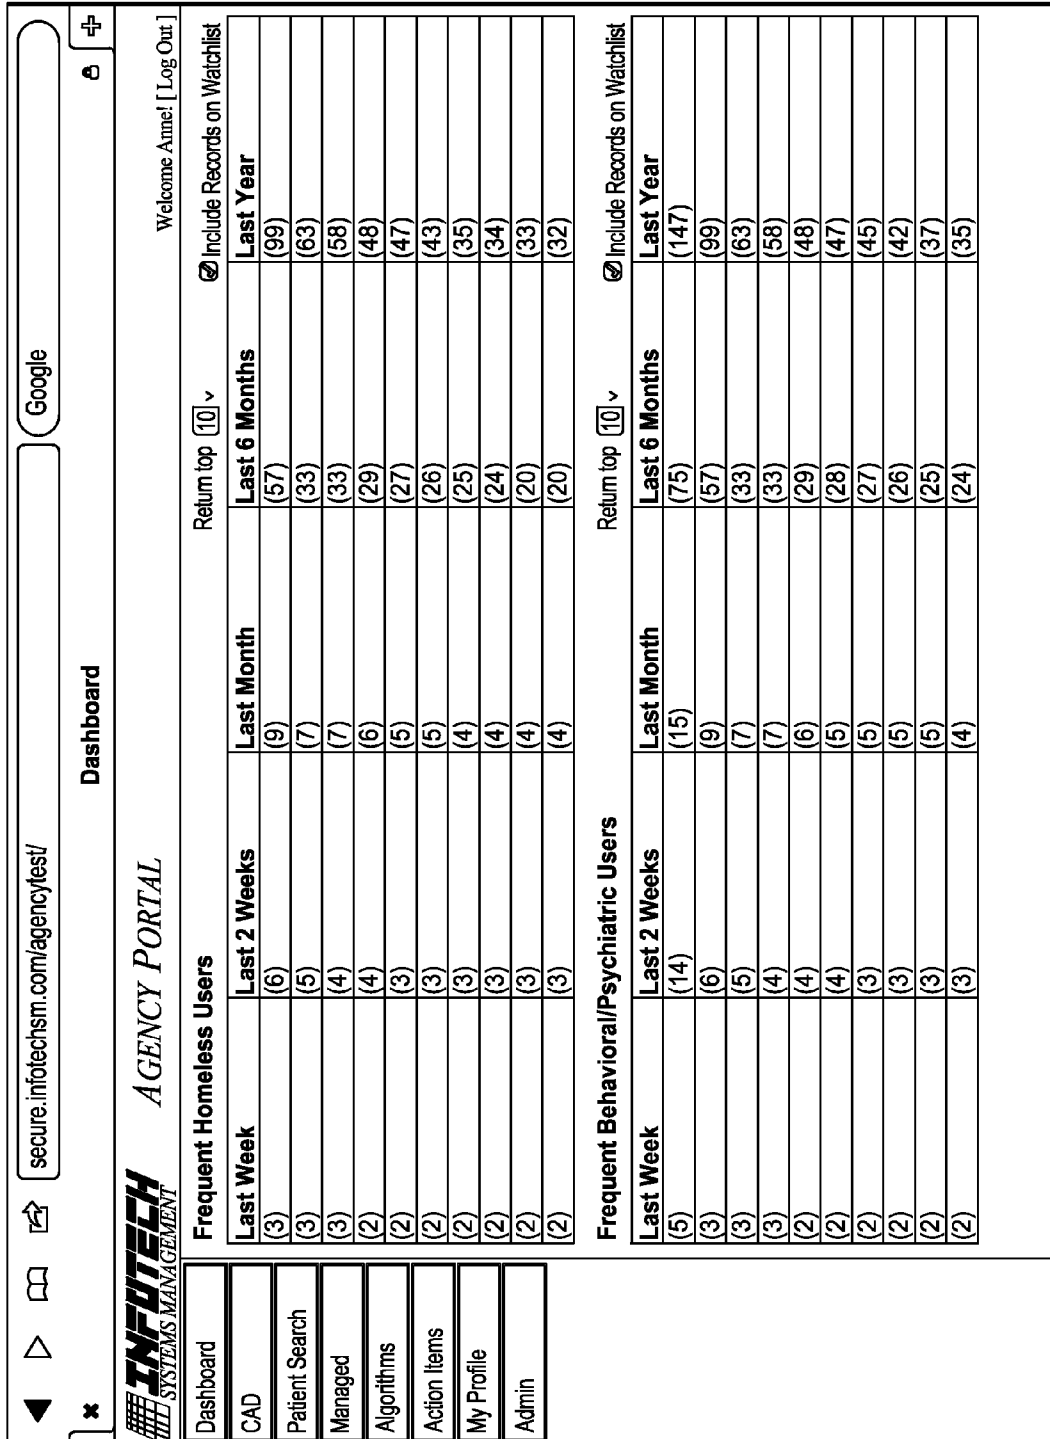 secure.infotechsm.com/agencytest/ Google
Dashboard
INFOTECH
SYSTEMS MANAGEMENT
AGENCY PORTAL
Welcome Anne! [ Log Out ]
Dashboard
CAD
Patient Search
Managed
Algorithms
Action Items
My Profile
Admin
Frequent Homeless Users Return top 10 Include Records on Watchlist
Last Week Last 2 Weeks Last Month Last 6 Months Last Year
(3) (6) (9) (57) (99)
(3) (5) (7) (33) (63)
(3) (4) (7) (33) (58)
(2) (4) (6) (29) (48)
(2) (3) (5) (27) (47)
(2) (3) (5) (26) (43)
(2) (3) (4) (25) (35)
(2) (3) (4) (24) (34)
(2) (3) (4) (20) (33)
(2) (3) (4) (20) (32)
Frequent Behavioral/Psychiatric Users Return top 10 Include Records on Watchlist
Last Week Last 2 Weeks Last Month Last 6 Months Last Year
(5) (14) (15) (75) (147)
(3) (6) (9) (57) (99)
(3) (5) (7) (33) (63)
(3) (4) (7) (33) (58)
(2) (4) (6) (29) (48)
(2) (4) (5) (28) (47)
(2) (3) (5) (27) (45)
(2) (3) (5) (26) (42)
(2) (3) (5) (25) (37)
(2) (3) (4) (24) (35)